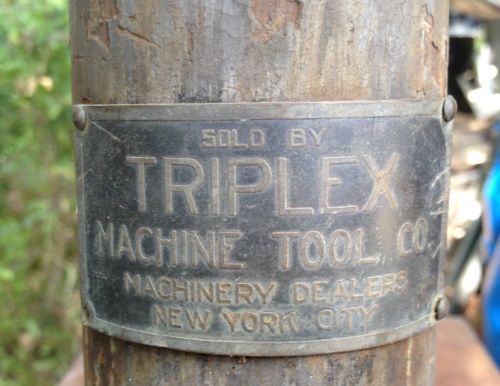 SOLD BY
TRIPLEX
MACHINE TOOL CO.
MACHINERY DEALERS
NEW YORK CITY